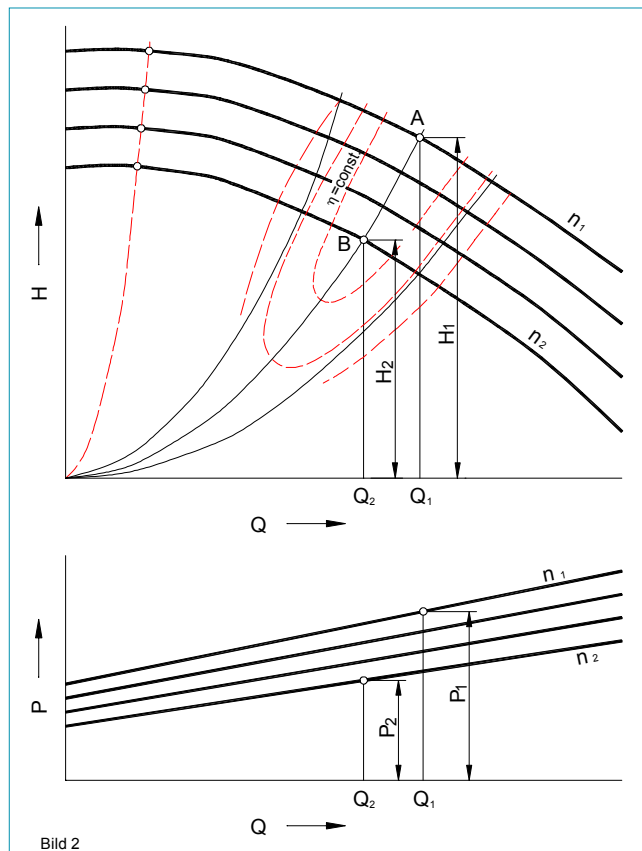 A
η =const.
n₁
B
H
H₂
H₁
n₂
Q₂
Q₁
Q
n₁
n₂
P
P₂
P₁
Q₂
Q₁
Q
Bild 2